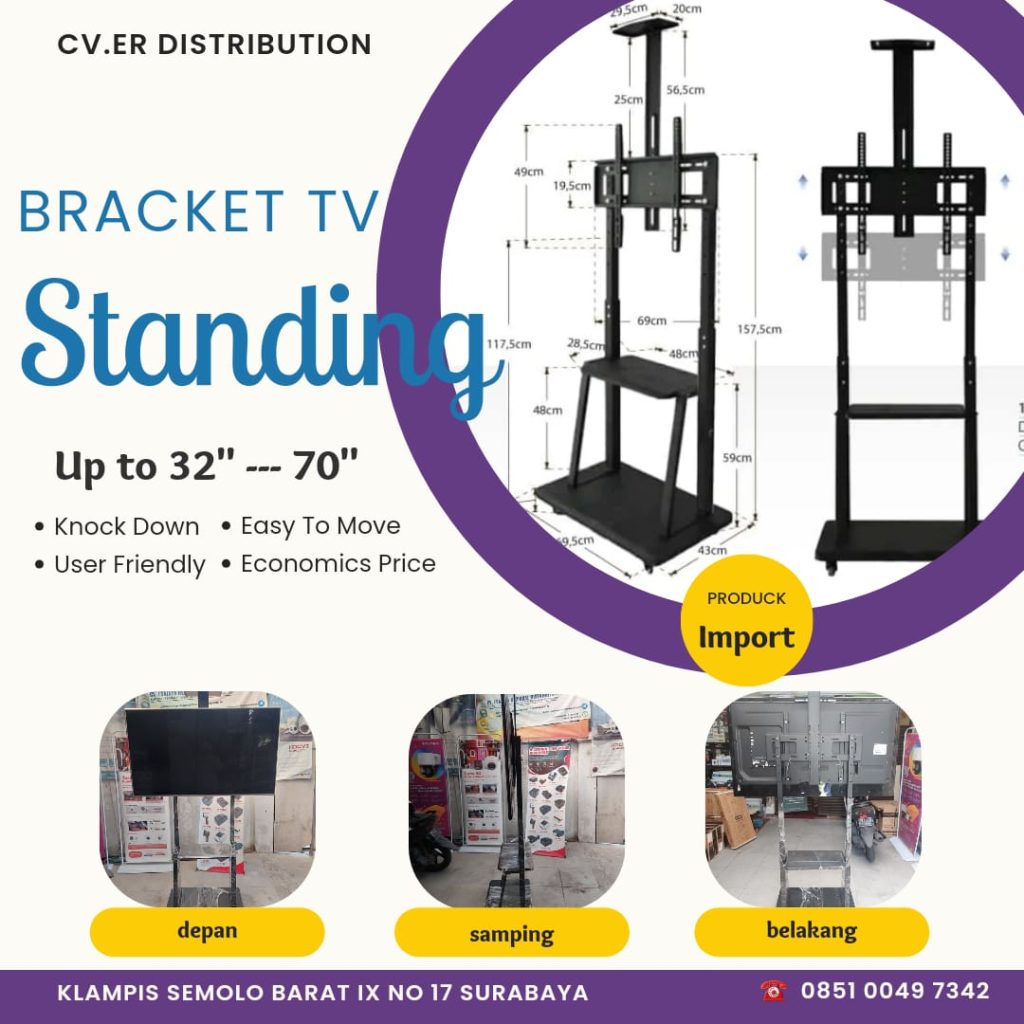 CV.ER DISTRIBUTION
BRACKET TV
Standing
Up to 32" --- 70"
• Knock Down • Easy To Move
• User Friendly • Economics Price
29,5cm
20cm
56,5cm
25cm
49cm
19,5cm
69cm
157,5cm
117,5cm
28,5cm
48cm
48cm
59cm
9,5cm
43cm
PRODUCK
Import
depan
samping
belakang
KLAMPIS SEMOLO BARAT IX NO 17 SURABAYA
0851 0049 7342